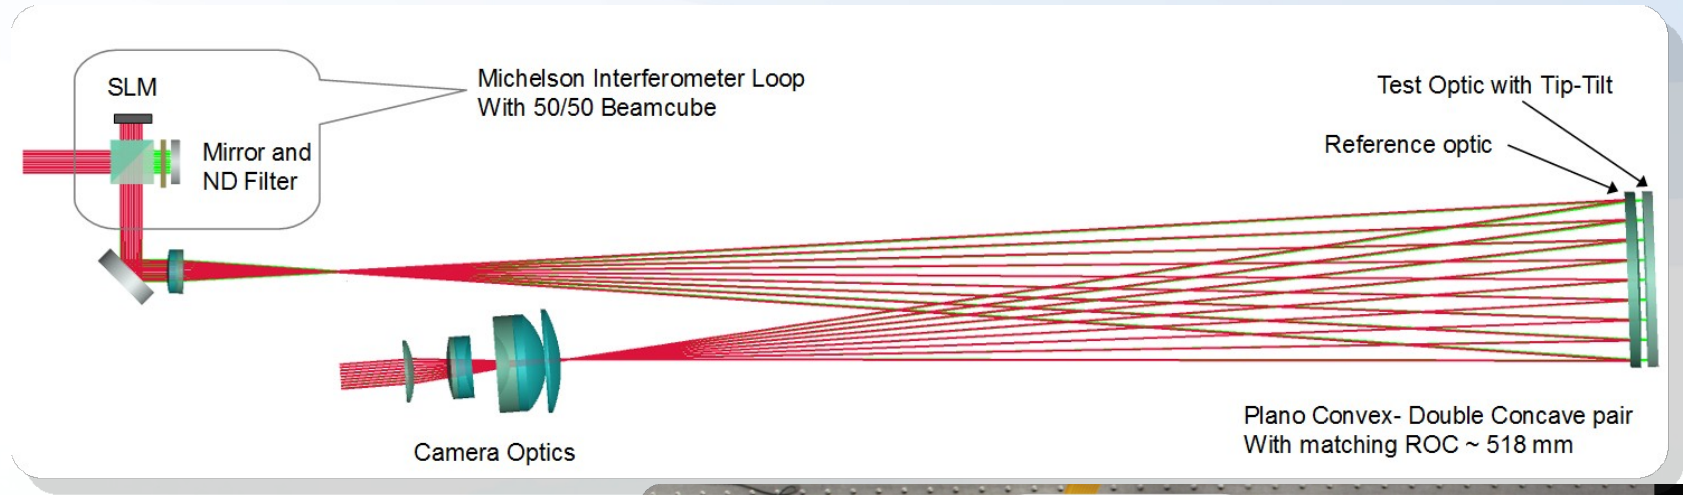 SLM
Mirror and
ND Filter
Michelson Interferometer Loop
With 50/50 Beamcube
Test Optic with Tip-Tilt
Reference optic
Camera Optics
Plano Convex- Double Concave pair
With matching ROC ~ 518 mm